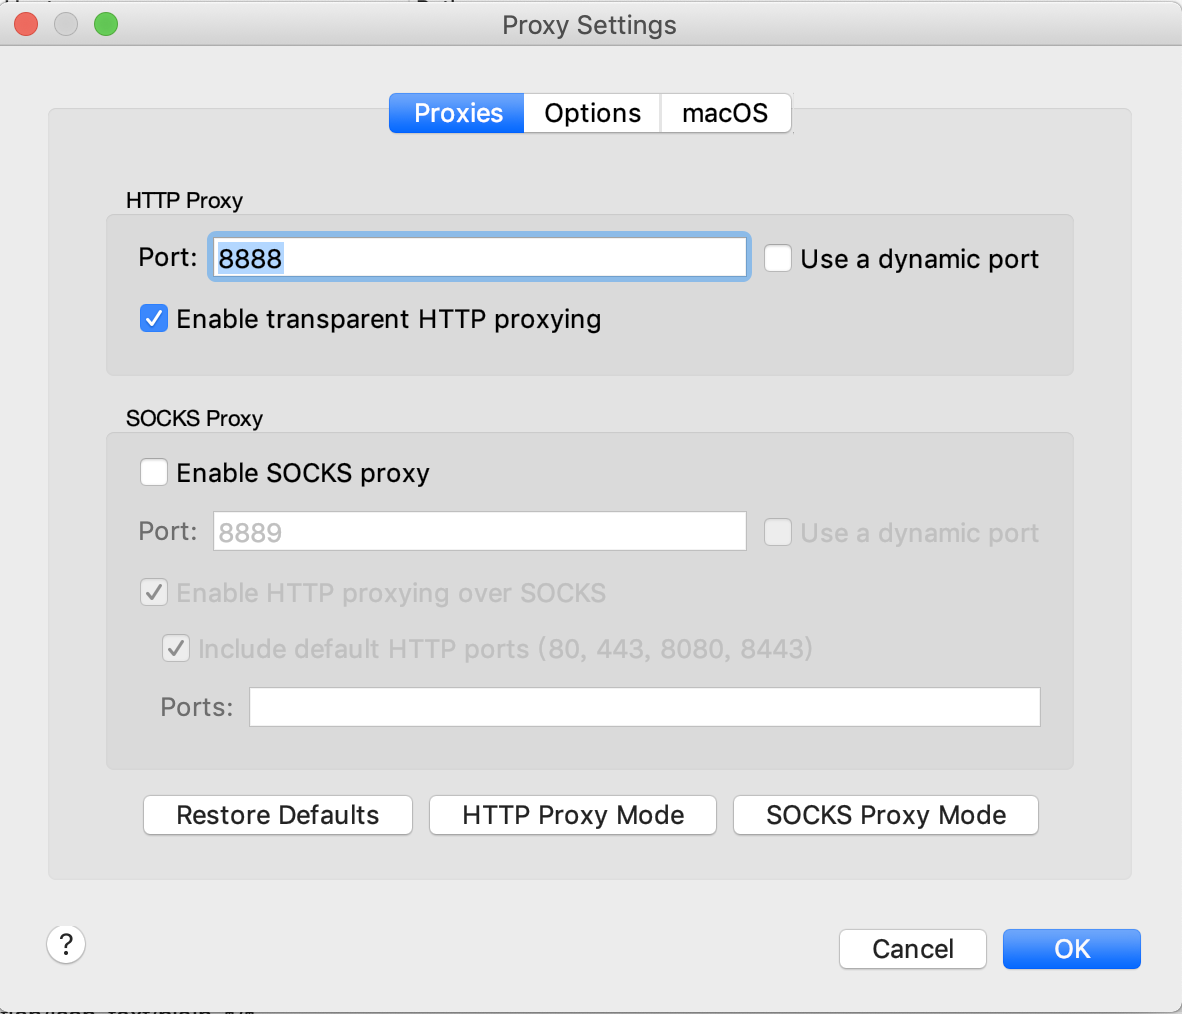 Proxy Settings
Proxies Options macOS
HTTP Proxy
Port: 8888 Use a dynamic port
Enable transparent HTTP proxying
SOCKS Proxy
Enable SOCKS proxy
Port: 8889 Use a dynamic port
Enable HTTP proxying over SOCKS
Include default HTTP ports (80, 443, 8080, 8443)
Ports:
Restore Defaults HTTP Proxy Mode SOCKS Proxy Mode
? Cancel OK